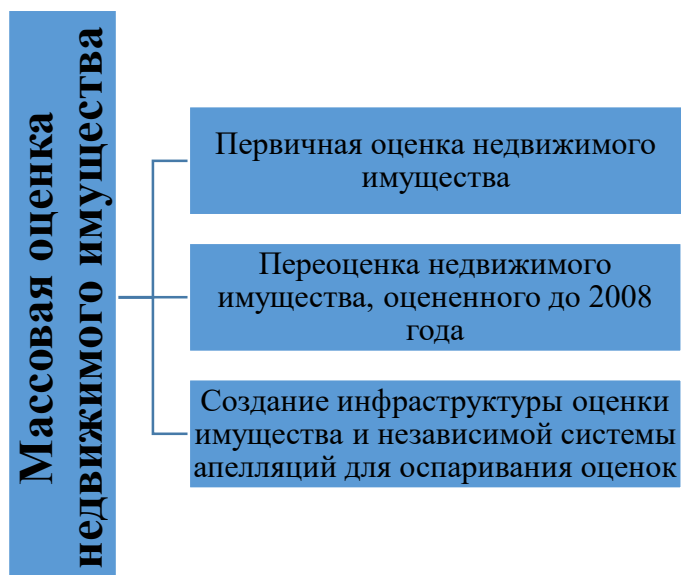 Массовая оценка
недвижимого имущества
Первичная оценка недвижимого
имущества
Переоценка недвижимого
имущества, оцененного до 2008
года
Создание инфраструктуры оценки
имущества и независимой системы
апелляций для оспаривания оценок